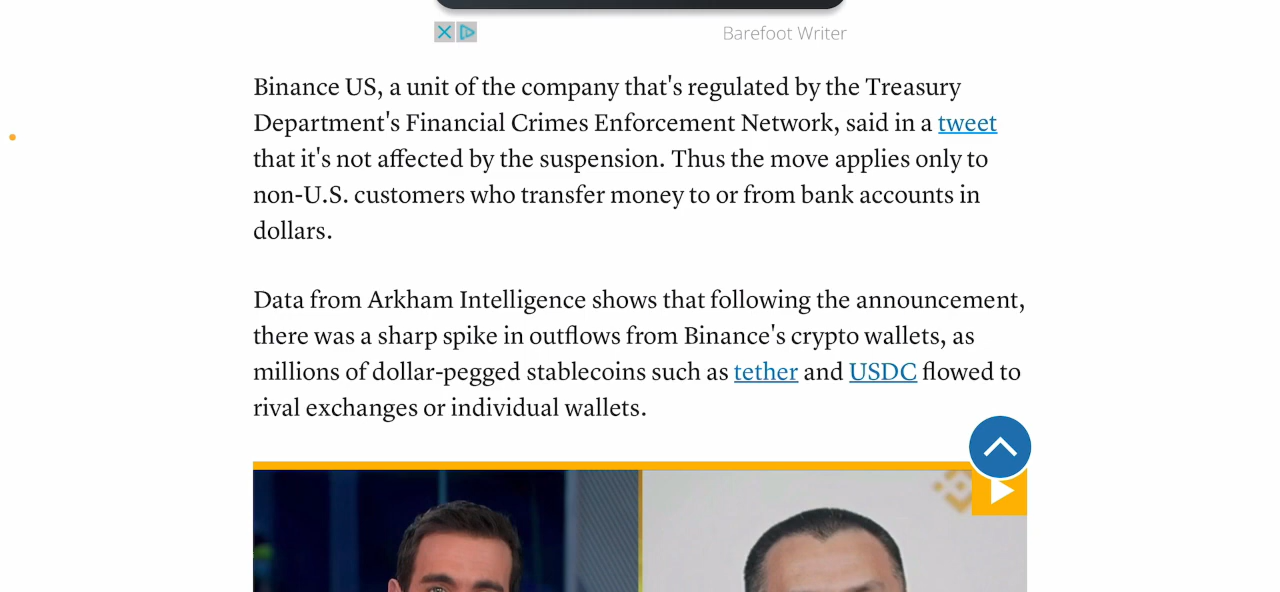 Barefoot Writer
Binance US, a unit of the company that's regulated by the Treasury
Department's Financial Crimes Enforcement Network, said in a tweet
that it's not affected by the suspension. Thus the move applies only to
non-U.S. customers who transfer money to or from bank accounts in
dollars.
Data from Arkham Intelligence shows that following the announcement,
there was a sharp spike in outflows from Binance's crypto wallets, as
millions of dollar-pegged stablecoins such as tether and USDC flowed to
rival exchanges or individual wallets.